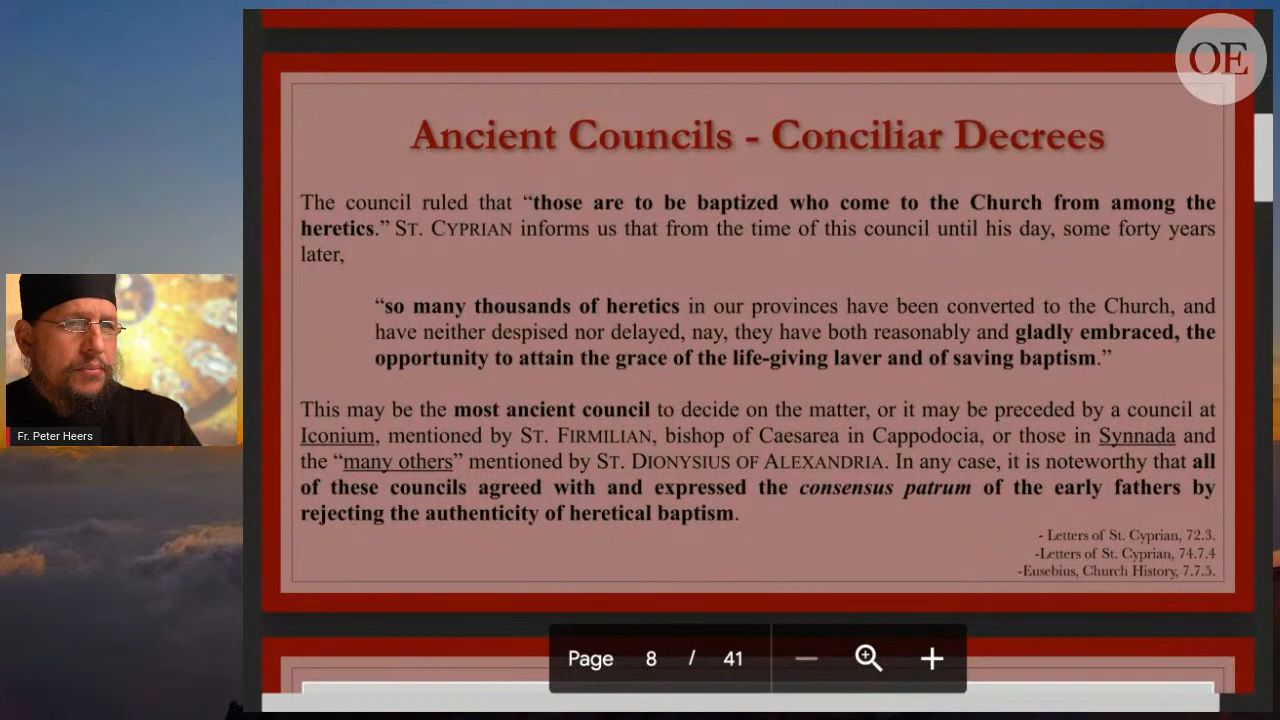 OE
Ancient Councils - Conciliar Decrees
The council ruled that “those are to be baptized who come to the Church from among the
heretics.” ST. CYPRIAN informs us that from the time of this council until his day, some forty years
later,
“so many thousands of heretics in our provinces have been converted to the Church, and
have neither despised nor delayed, nay, they have both reasonably and gladly embraced, the
opportunity to attain the grace of the life-giving laver and of saving baptism.”
This may be the most ancient council to decide on the matter, or it may be preceded by a council at
Iconium, mentioned by ST. FIRMILIAN, bishop of Caesarea in Cappodocia, or those in Synnada and
the “many others” mentioned by ST. DIONYSIUS OF ALEXANDRIA. In any case, it is noteworthy that all
of these councils agreed with and expressed the consensus patrum of the early fathers by
rejecting the authenticity of heretical baptism.
- Letters of St. Cyprian, 72.3.
-Letters of St. Cyprian, 74.7.4
-Eusebius, Church History, 7.7.5.
Fr. Peter Heers
Page 8 / 41